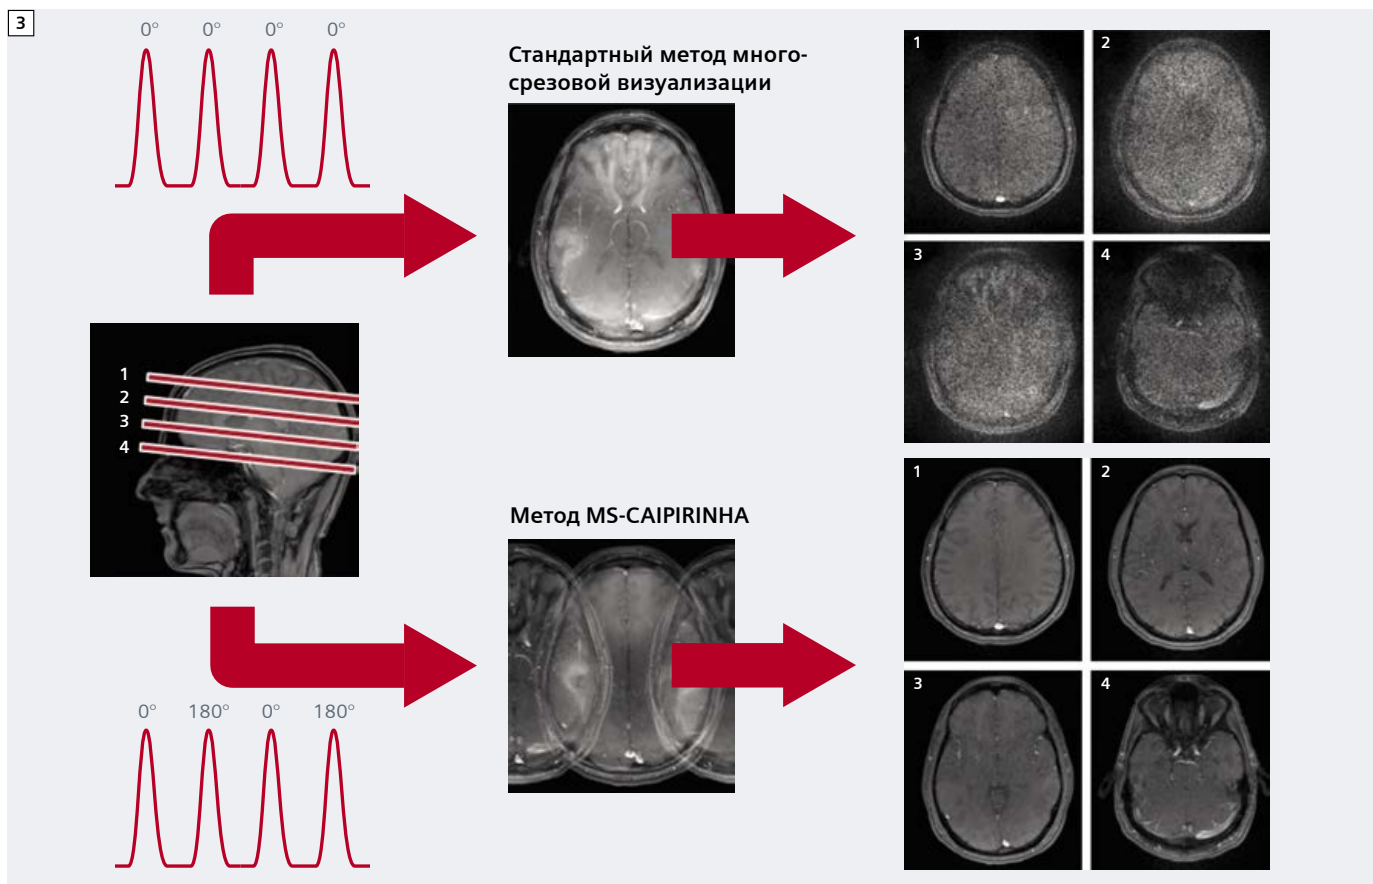 3
0° 0° 0° 0°
Стандартный метод много-
срезовой визуализации
1 2
3 4
1
2
3
4
Метод MS-CAIPIRINHA
1 2
3 4
0° 180° 0° 180°